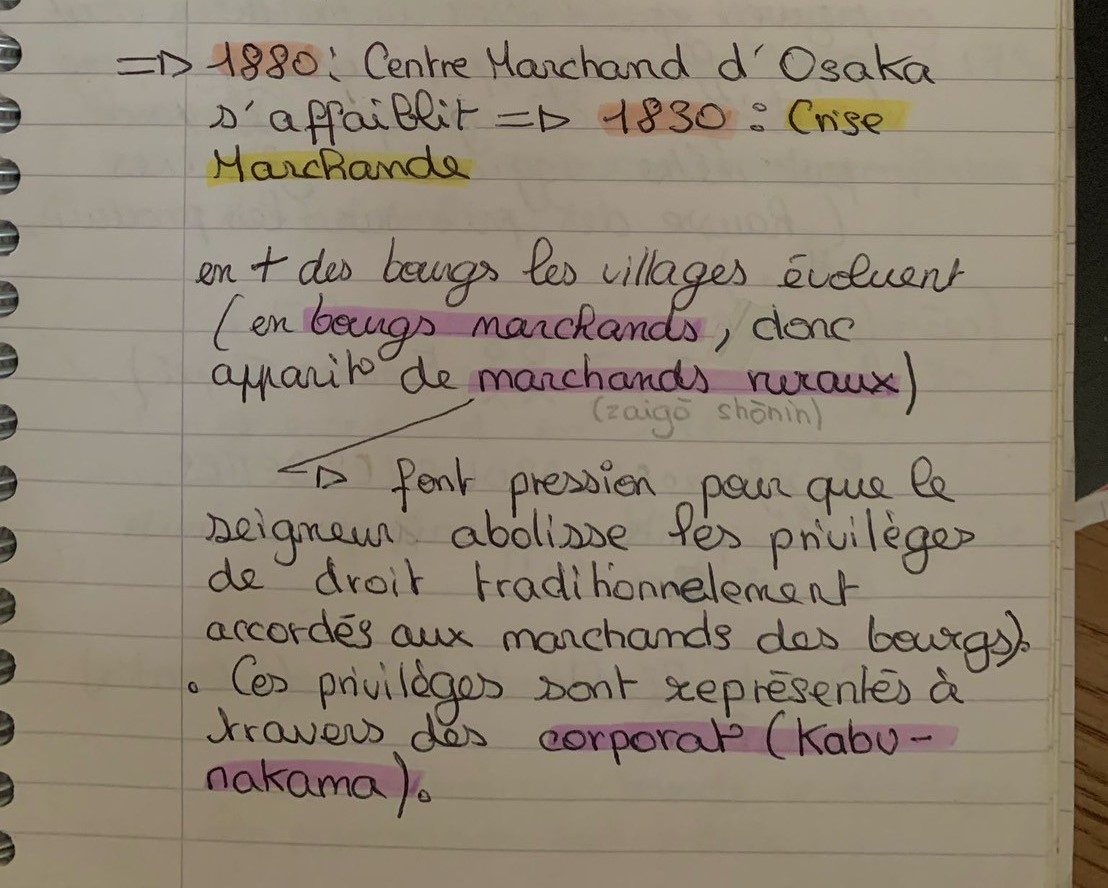 => 1880: Centre Marchand d'Osaka
s'affaiblit => 1830 : Crise
Marchande
en + des bourgs les villages évoluent
(en bourgs marchands, donc
apparit° de marchands ruraux)
(zaigō shōnin)
-> font pression pour que le
seigneur abolisse les privilèges
de droit traditionnelement
accordés aux marchands des bourgs).
. Ces privilèges sont représentés à
travers des corporat° (Kabu-
nakama).